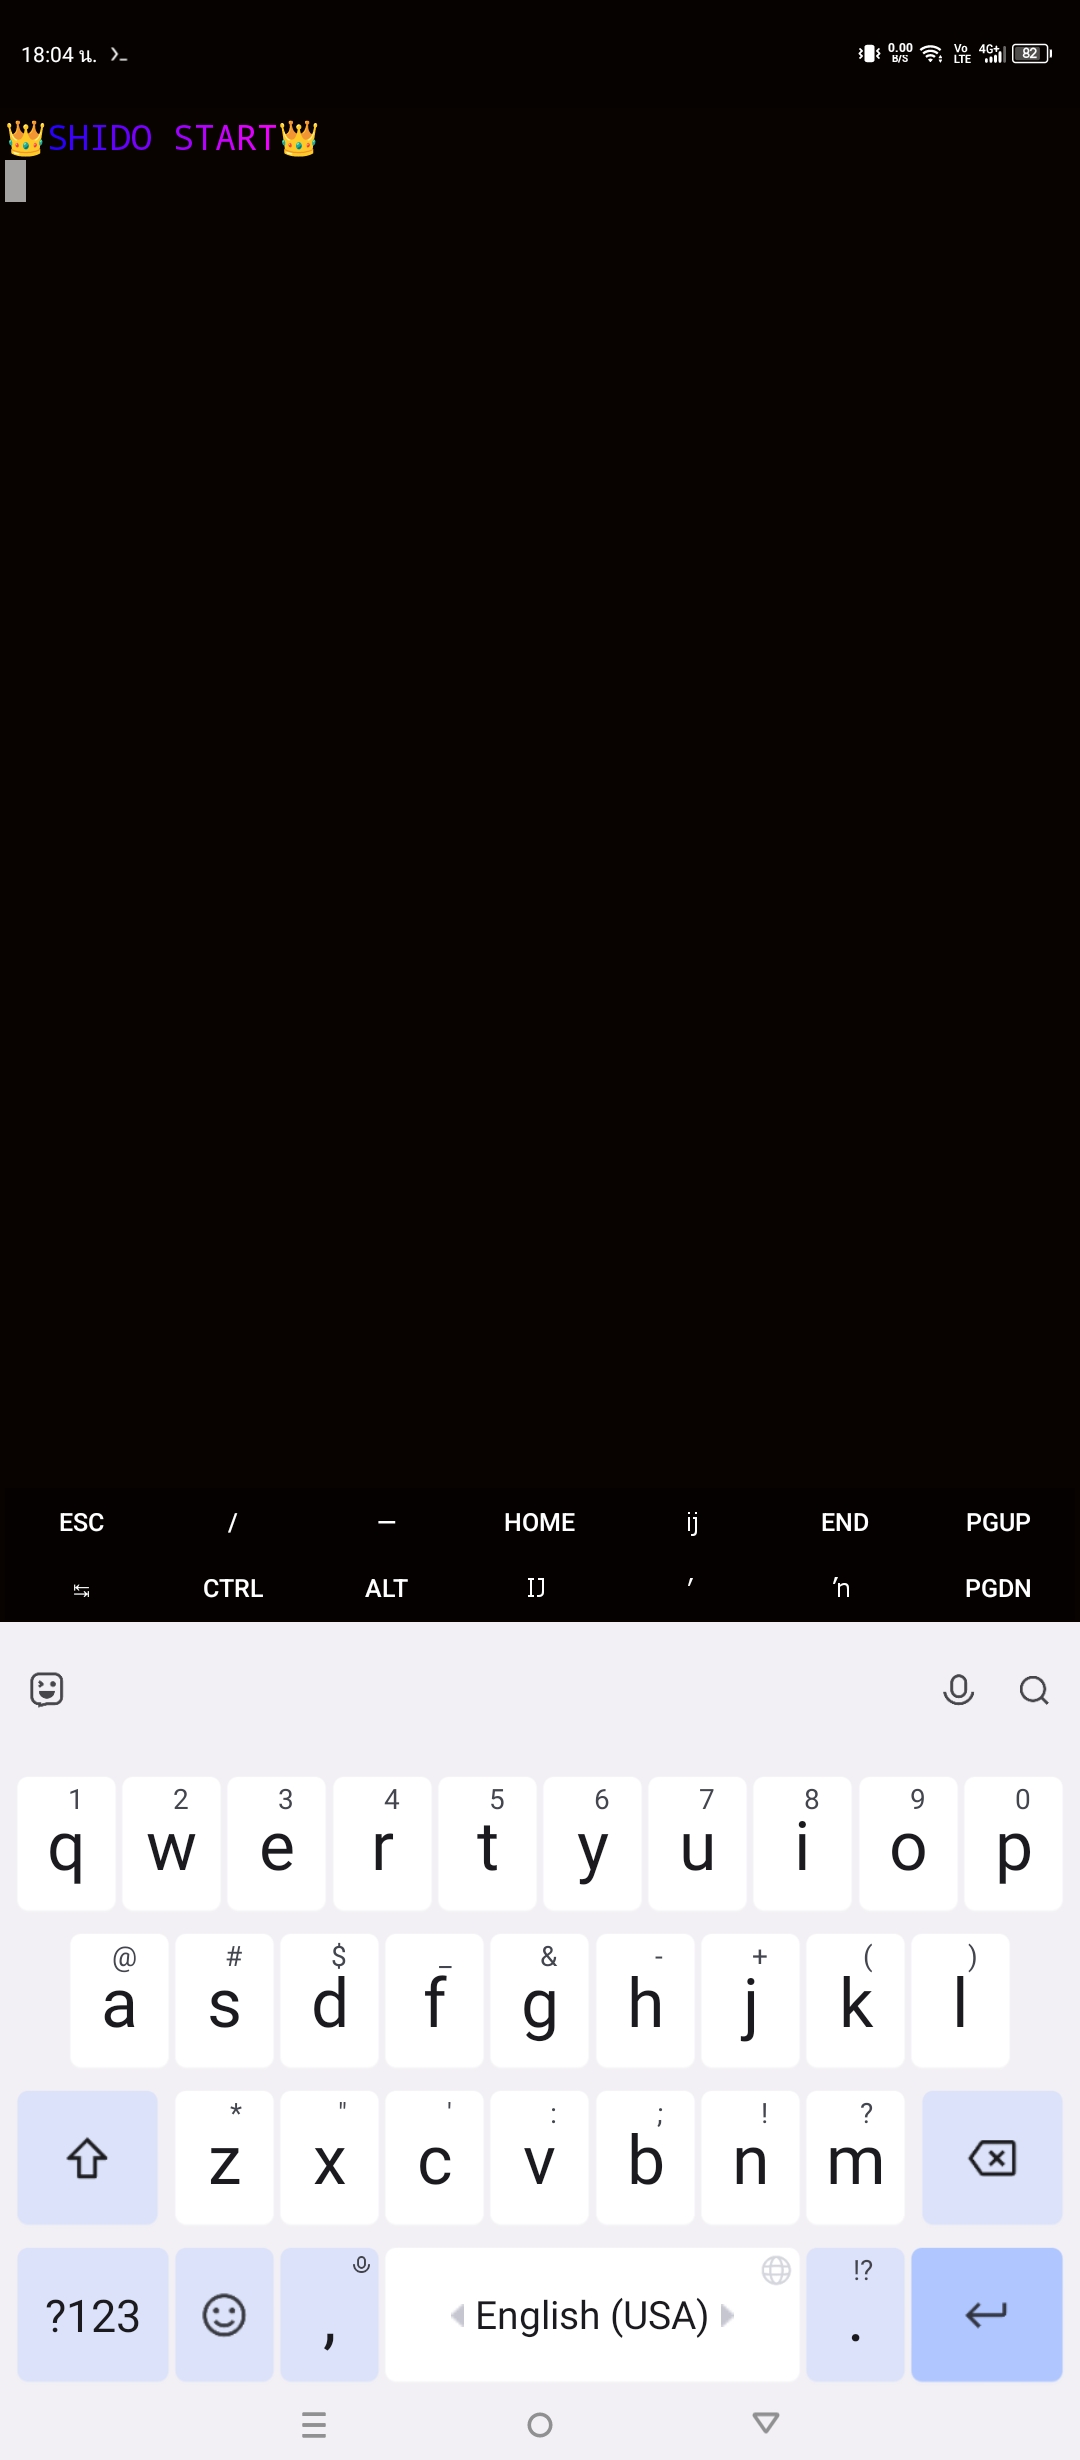 18:04 น.
0.00 B/S
Vo LTE
4G+
82
👑SHIDO START👑
ESC / — HOME ĳ END PGUP
↹ CTRL ALT Ĳ ′ ŉ PGDN
1 2 3 4 5 6 7 8 9 0
q w e r t y u i o p
@ # $ _ & - + ( )
a s d f g h j k l
* " ' : ; ! ?
z x c v b n m
!?
?123 , English (USA) .